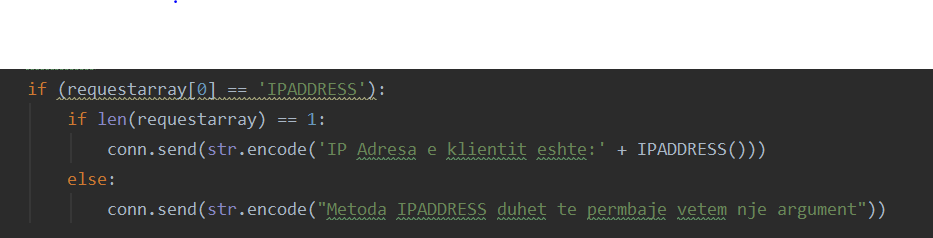 if (requestarray[0] == 'IPADDRESS'):
if len(requestarray) == 1:
conn.send(str.encode('IP Adresa e klientit eshte:' + IPADDRESS()))
else:
conn.send(str.encode("Metoda IPADDRESS duhet te permbaje vetem nje argument"))